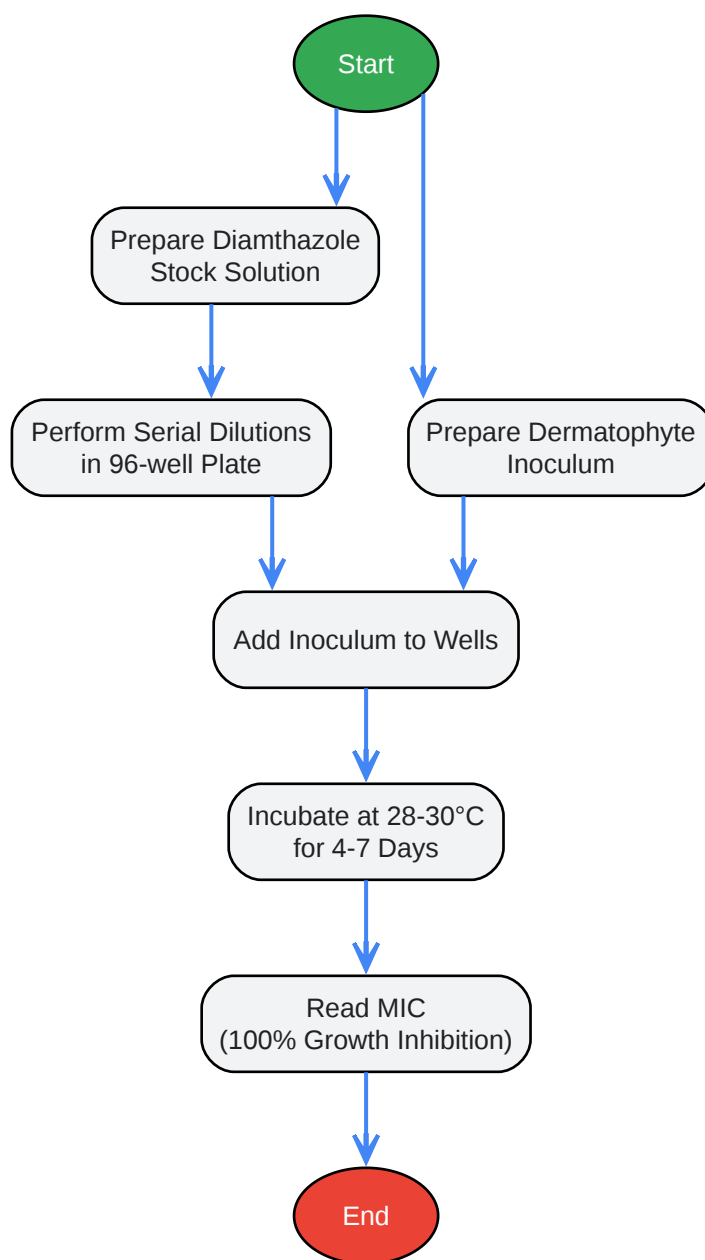 Start
Prepare Diamthazole
Stock Solution
Perform Serial Dilutions
in 96-well Plate
Prepare Dermatophyte
Inoculum
Add Inoculum to Wells
Incubate at 28-30°C
for 4-7 Days
Read MIC
(100% Growth Inhibition)
End